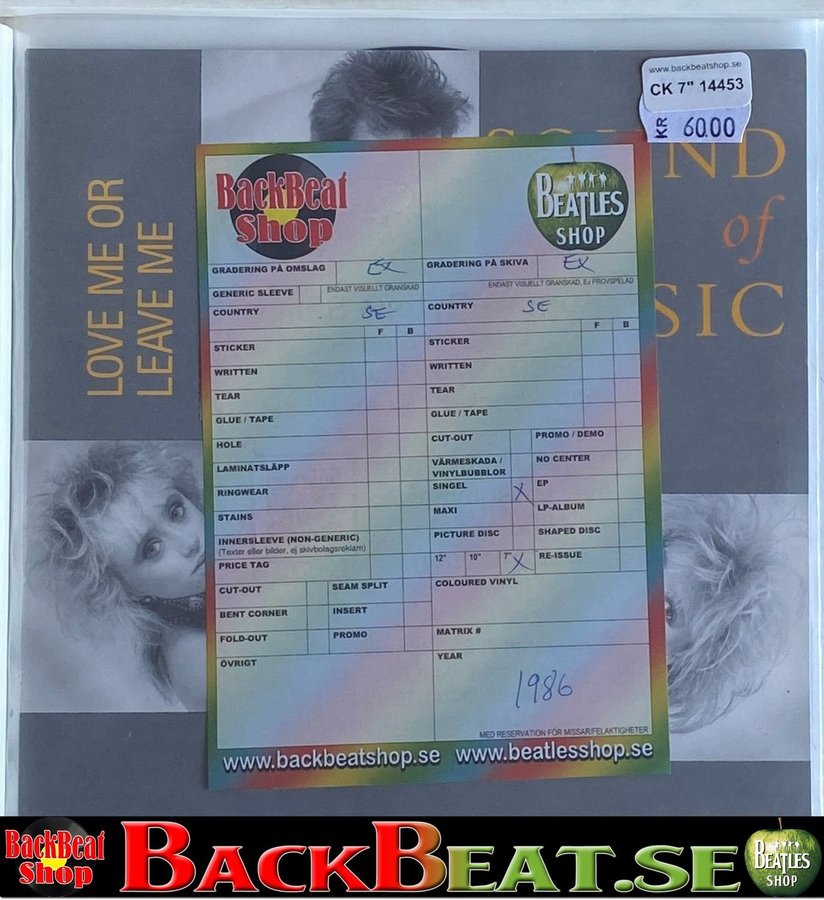 www.backbeatshop.se
CK 7" 14453
KR 60.00
LOVE ME OR
LEAVE ME
ND
of
SIC
BackBeat
Shop
BEATLES
SHOP
GRADERING PÅ OMSLAG EX
GENERIC SLEEVE
ENDAST VISUELLT GRANSKAD
COUNTRY SE
F B
STICKER
WRITTEN
TEAR
GLUE / TAPE
HOLE
LAMINATSLÄPP
RINGWEAR
STAINS
INNERSLEEVE (NON-GENERIC)
(Texter eller bilder, ej skivbolagsreklam)
PRICE TAG
CUT-OUT SEAM SPLIT
BENT CORNER INSERT
FOLD-OUT PROMO
ÖVRIGT
GRADERING PÅ SKIVA EX
ENDAST VISUELLT GRANSKAD, EJ PROVSPELAD
COUNTRY SE
F B
STICKER
WRITTEN
TEAR
GLUE / TAPE
CUT-OUT PROMO / DEMO
VÄRMESKADA /
VINYLBUBBLOR
NO CENTER
SINGEL X EP
MAXI LP-ALBUM
PICTURE DISC SHAPED DISC
12" 10" 7" X RE-ISSUE
COLOURED VINYL
MATRIX #
YEAR
1986
MED RESERVATION FÖR MISSAR/FELAKTIGHETER
www.backbeatshop.se www.beatlesshop.se
BackBeat
Shop
BACKBEAT.SE
BEATLES
SHOP